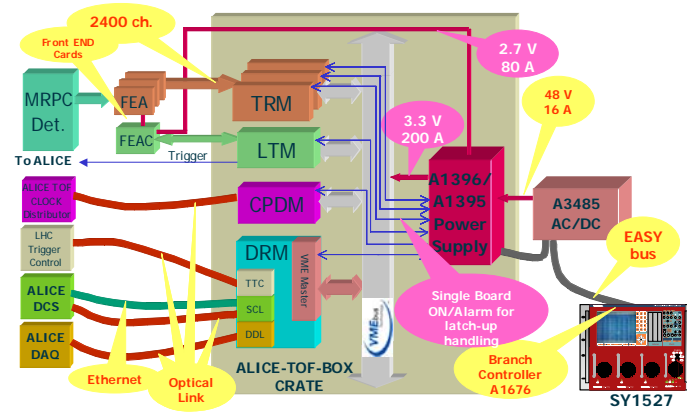 2400 ch.
Front END
Cards
2.7 V
80 A
MRPC
Det.
FEA
TRM
48 V
16 A
FEAC
3.3 V
200 A
To ALICE
Trigger
LTM
A1396/
A1395
Power
Supply
ALICE TOF
CLOCK
Distributor
CPDM
A3485
AC/DC
LHC
Trigger
Control
DRM
VME Master
TTC
SCL
DDL
EASY
bus
ALICE
DCS
Single Board
ON/Alarm for
latch-up
handling
VMEbus
ALICE
DAQ
Ethernet
Optical
Link
ALICE-TOF-BOX
CRATE
Branch
Controller
A1676
SY1527